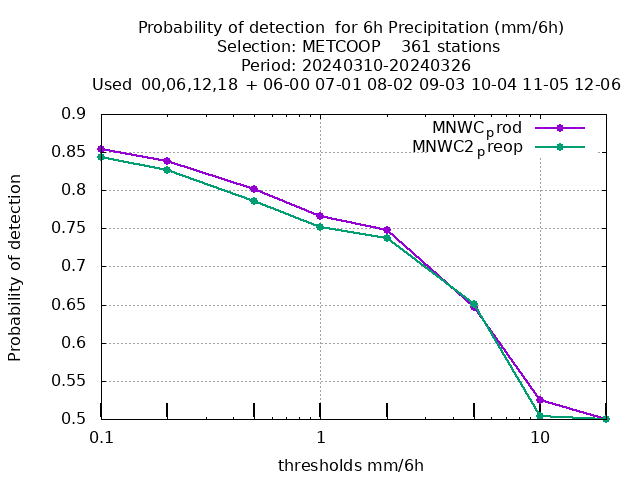 Probability of detection  for 6h Precipitation (mm/6h)
Selection: METCOOP    361 stations
Period: 20240310-20240326
Used  00,06,12,18  + 06-00 07-01 08-02 09-03 10-04 11-05 12-06
MNWCprod
MNWC2preop
0.9
0.85
0.8
0.75
0.7
0.65
0.6
0.55
0.5
Probability of detection
0.1
1
10
thresholds mm/6h